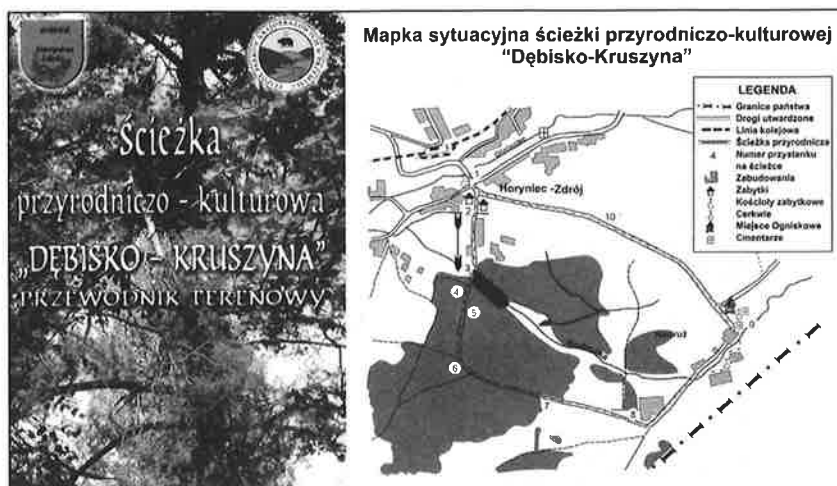 Ścieżka
przyrodniczo - kulturowa
„DĘBISKO - KRUSZYNA”
PRZEWODNIK TERENOWY
Mapka sytuacyjna ścieżki przyrodniczo-kulturowej
“Dębisko-Kruszyna”
LEGENDA
Granice państwa
Drogi utwardzone
Linia kolejowa
Ścieżka przyrodnicza
4 Numer przystanku
na ścieżce
Zabudowania
Zabytki
Kościoły zabytkowe
Cerkwie
Miejsce Ogniskowe
Cmentarze
1
Horyniec -Zdrój
2
10
3
4
5
9
6
7
8